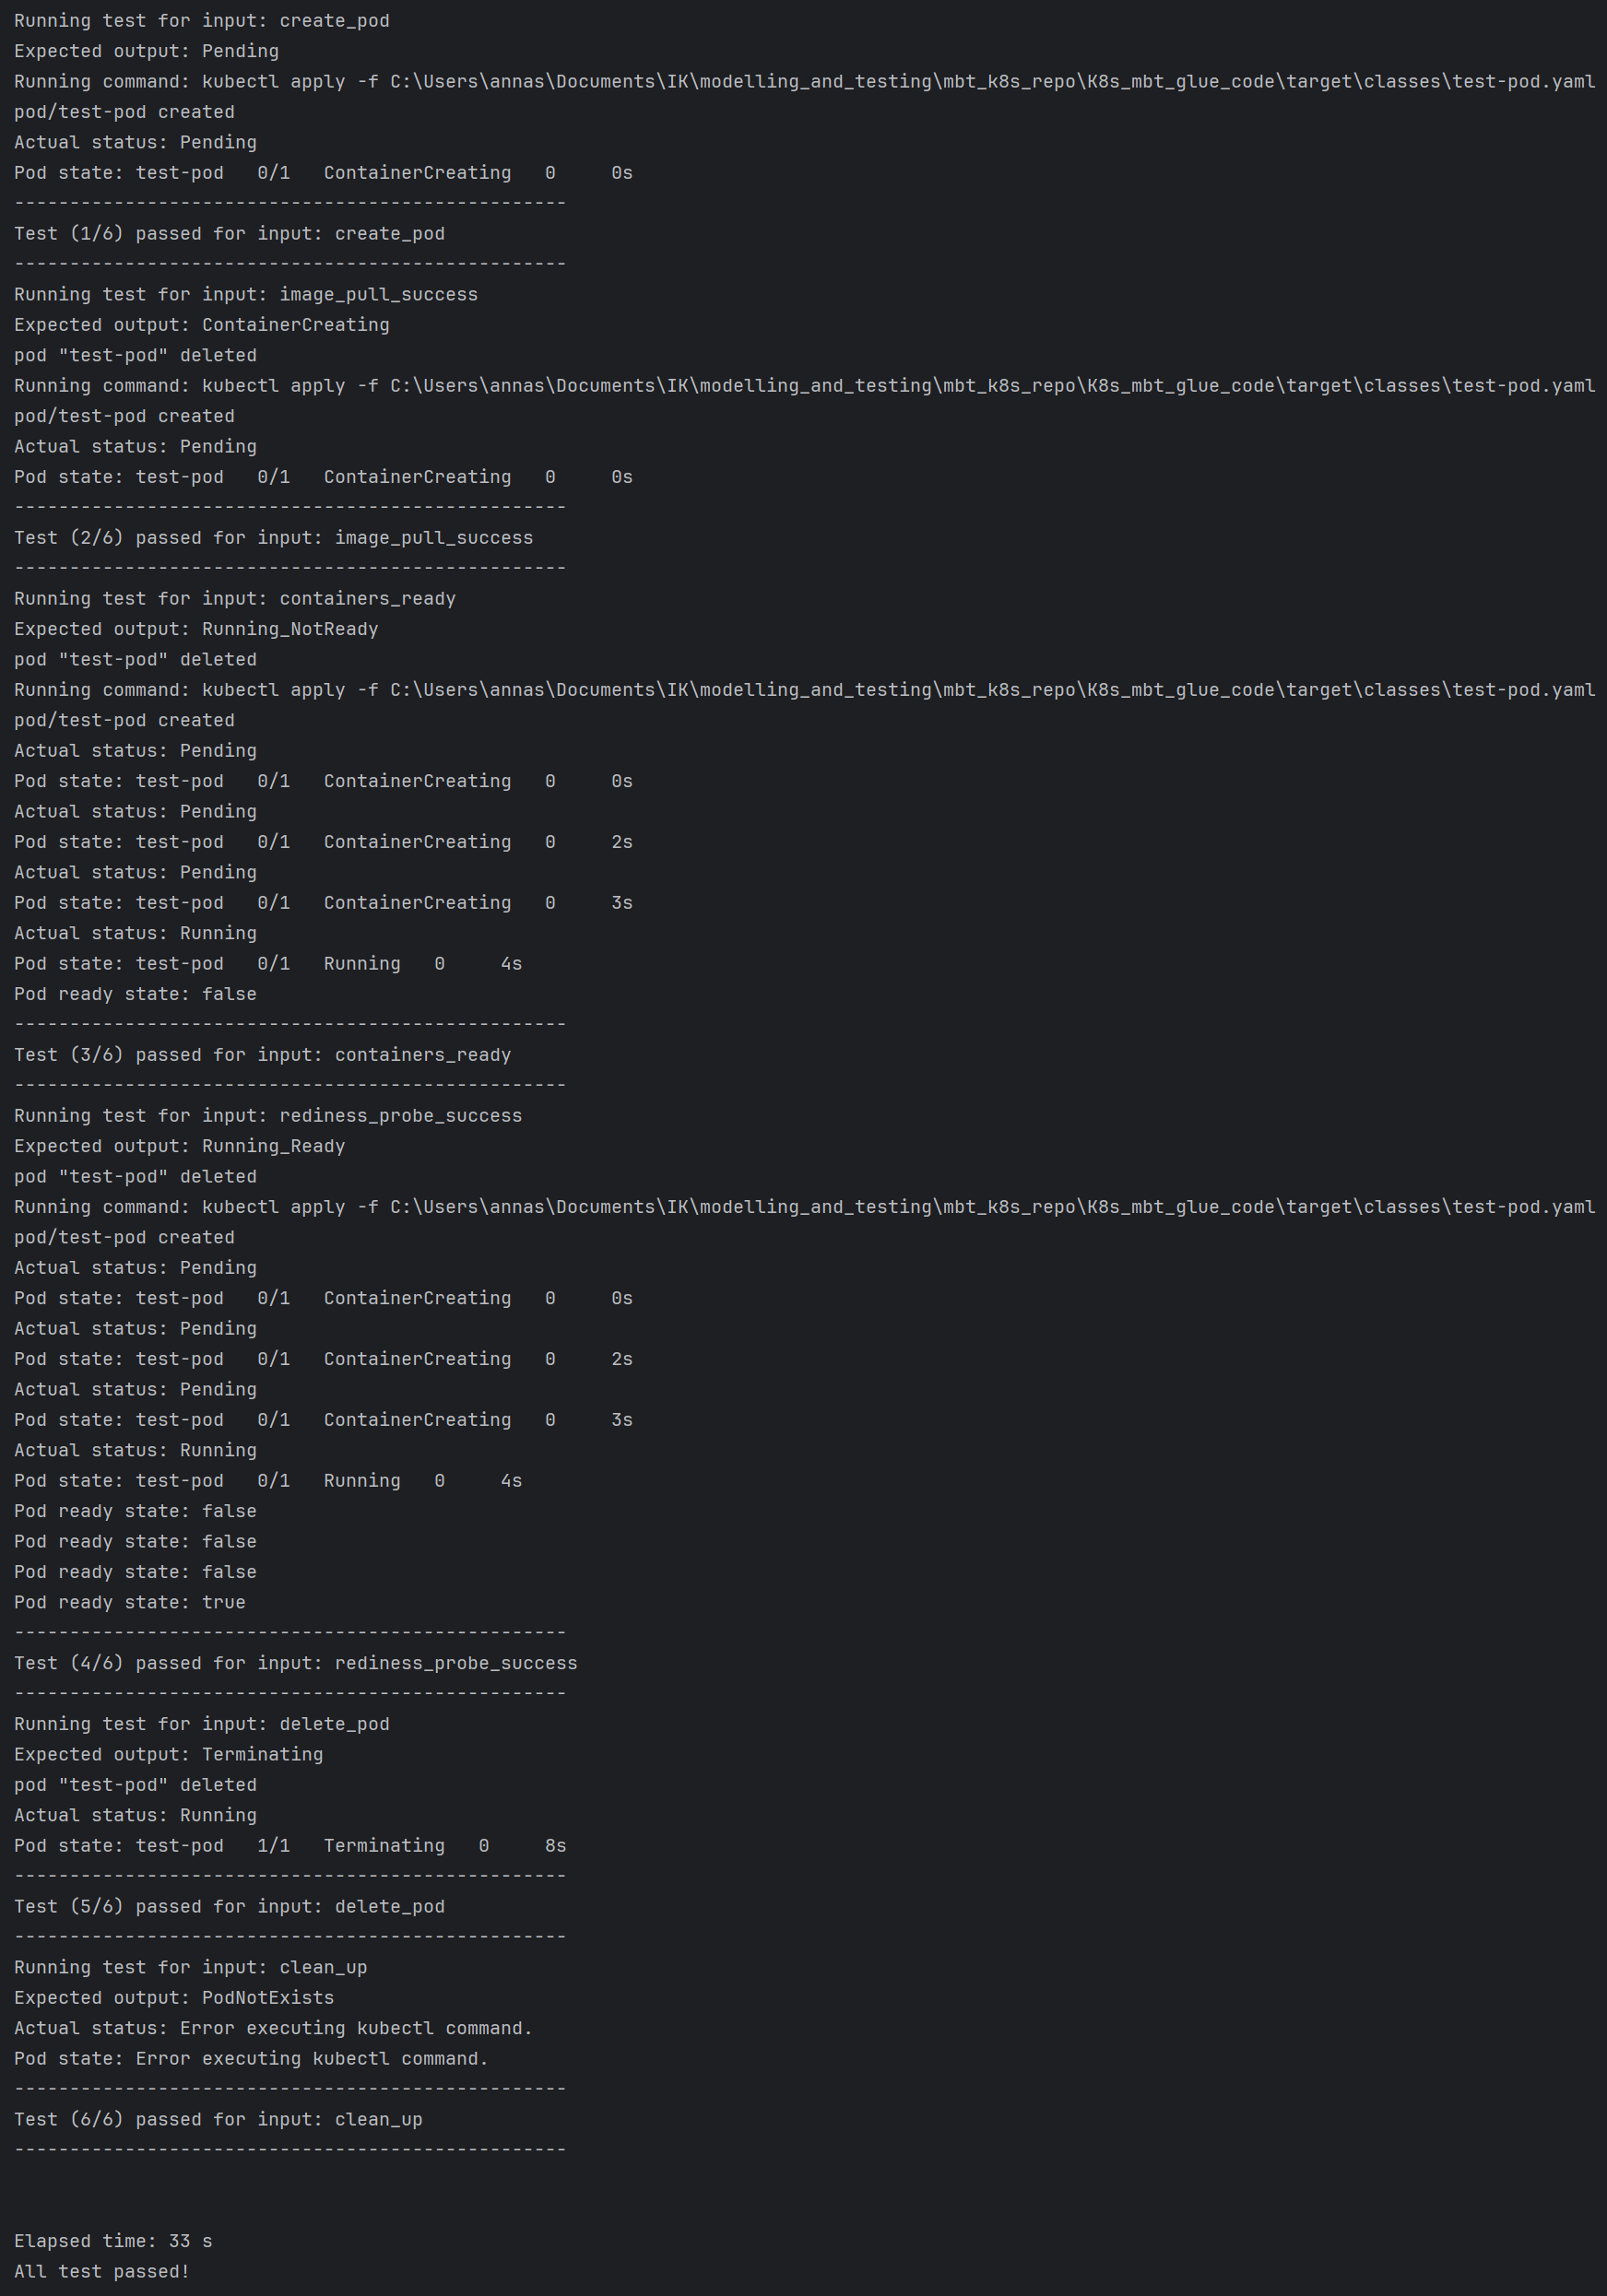 Running test for input: create_pod
Expected output: Pending
Running command: kubectl apply -f C:\Users\annas\Documents\IK\modelling_and_testing\mbt_k8s_repo\K8s_mbt_glue_code\target\classes\test-pod.yaml
pod/test-pod created
Actual status: Pending
Pod state: test-pod   0/1   ContainerCreating   0     0s
--------------------------------------------------
Test (1/6) passed for input: create_pod
--------------------------------------------------
Running test for input: image_pull_success
Expected output: ContainerCreating
pod "test-pod" deleted
Running command: kubectl apply -f C:\Users\annas\Documents\IK\modelling_and_testing\mbt_k8s_repo\K8s_mbt_glue_code\target\classes\test-pod.yaml
pod/test-pod created
Actual status: Pending
Pod state: test-pod   0/1   ContainerCreating   0     0s
--------------------------------------------------
Test (2/6) passed for input: image_pull_success
--------------------------------------------------
Running test for input: containers_ready
Expected output: Running_NotReady
pod "test-pod" deleted
Running command: kubectl apply -f C:\Users\annas\Documents\IK\modelling_and_testing\mbt_k8s_repo\K8s_mbt_glue_code\target\classes\test-pod.yaml
pod/test-pod created
Actual status: Pending
Pod state: test-pod   0/1   ContainerCreating   0     0s
Actual status: Pending
Pod state: test-pod   0/1   ContainerCreating   0     2s
Actual status: Pending
Pod state: test-pod   0/1   ContainerCreating   0     3s
Actual status: Running
Pod state: test-pod   0/1   Running   0     4s
Pod ready state: false
--------------------------------------------------
Test (3/6) passed for input: containers_ready
--------------------------------------------------
Running test for input: rediness_probe_success
Expected output: Running_Ready
pod "test-pod" deleted
Running command: kubectl apply -f C:\Users\annas\Documents\IK\modelling_and_testing\mbt_k8s_repo\K8s_mbt_glue_code\target\classes\test-pod.yaml
pod/test-pod created
Actual status: Pending
Pod state: test-pod   0/1   ContainerCreating   0     0s
Actual status: Pending
Pod state: test-pod   0/1   ContainerCreating   0     2s
Actual status: Pending
Pod state: test-pod   0/1   ContainerCreating   0     3s
Actual status: Running
Pod state: test-pod   0/1   Running   0     4s
Pod ready state: false
Pod ready state: false
Pod ready state: false
Pod ready state: true
--------------------------------------------------
Test (4/6) passed for input: rediness_probe_success
--------------------------------------------------
Running test for input: delete_pod
Expected output: Terminating
pod "test-pod" deleted
Actual status: Running
Pod state: test-pod   1/1   Terminating   0     8s
--------------------------------------------------
Test (5/6) passed for input: delete_pod
--------------------------------------------------
Running test for input: clean_up
Expected output: PodNotExists
Actual status: Error executing kubectl command.
Pod state: Error executing kubectl command.
--------------------------------------------------
Test (6/6) passed for input: clean_up
--------------------------------------------------
Elapsed time: 33 s
All test passed!